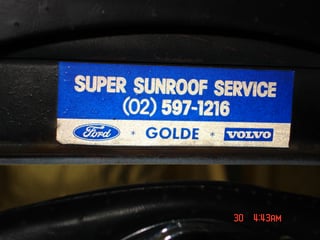 SUPER SUNROOF SERVICE
(02) 597-1216
Ford • GOLDE • VOLVO
30 4:43AM